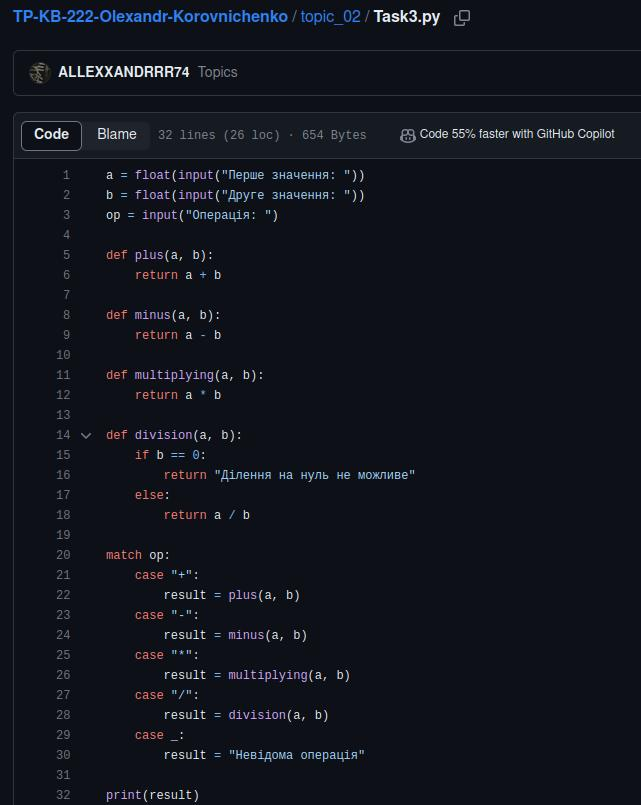 TP-KB-222-Olexandr-Korovnichenko / topic_02 / Task3.py
ALLEXXANDRRR74 Topics
Code Blame 32 lines (26 loc) · 654 Bytes Code 55% faster with GitHub Copilot
1 a = float(input("Перше значення: "))
2 b = float(input("Друге значення: "))
3 op = input("Операція: ")
4
5 def plus(a, b):
6 return a + b
7
8 def minus(a, b):
9 return a - b
10
11 def multiplying(a, b):
12 return a * b
13
14 def division(a, b):
15 if b == 0:
16 return "Ділення на нуль не можливе"
17 else:
18 return a / b
19
20 match op:
21 case "+":
22 result = plus(a, b)
23 case "-":
24 result = minus(a, b)
25 case "*":
26 result = multiplying(a, b)
27 case "/":
28 result = division(a, b)
29 case _:
30 result = "Невідома операція"
31
32 print(result)